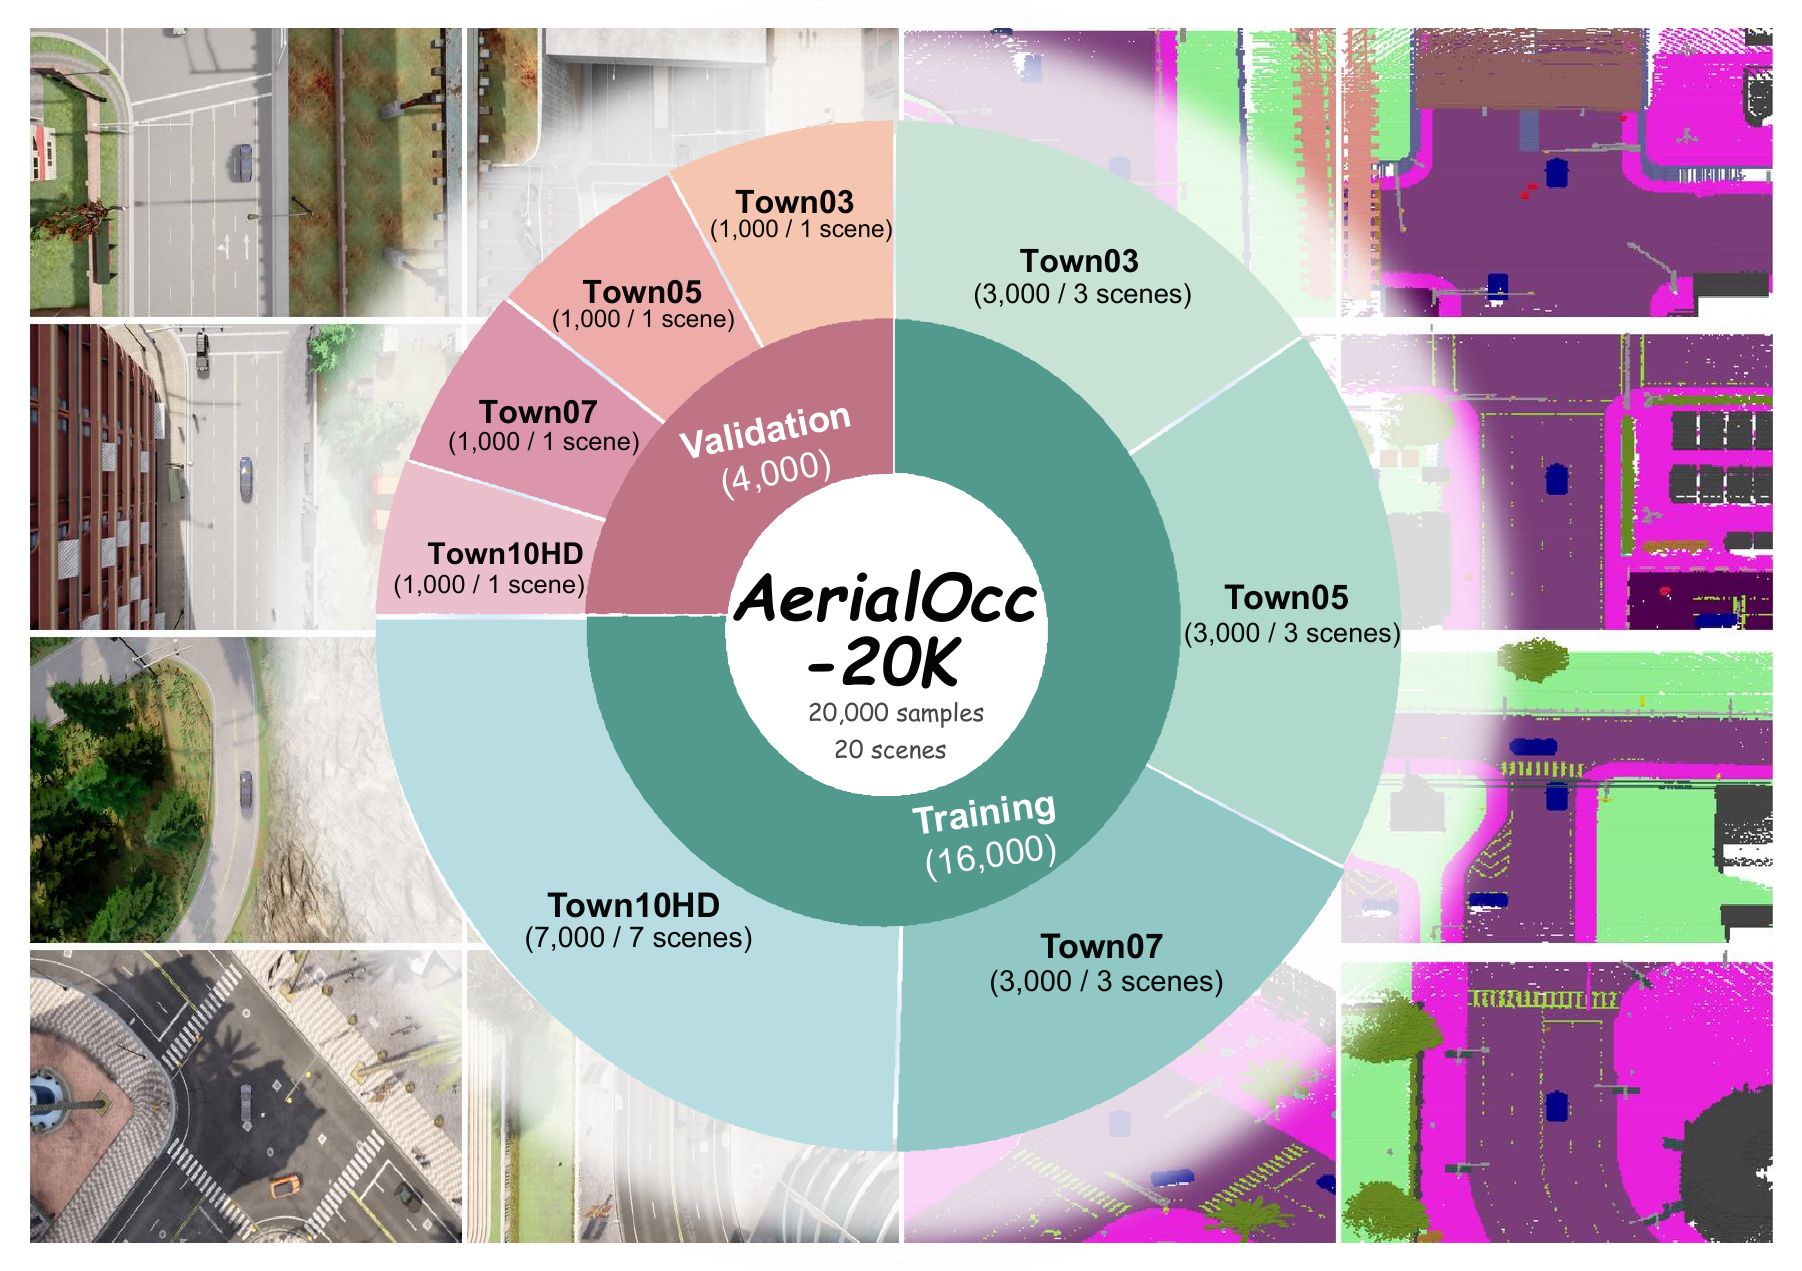 Town03
(1,000 / 1 scene)
Town03
(3,000 / 3 scenes)
Town05
(1,000 / 1 scene)
Town07
(1,000 / 1 scene)
Validation
(4,000)
Town10HD
(1,000 / 1 scene)
AerialOcc
-20K
20,000 samples
20 scenes
Town05
(3,000 / 3 scenes)
Training
(16,000)
Town10HD
(7,000 / 7 scenes)
Town07
(3,000 / 3 scenes)